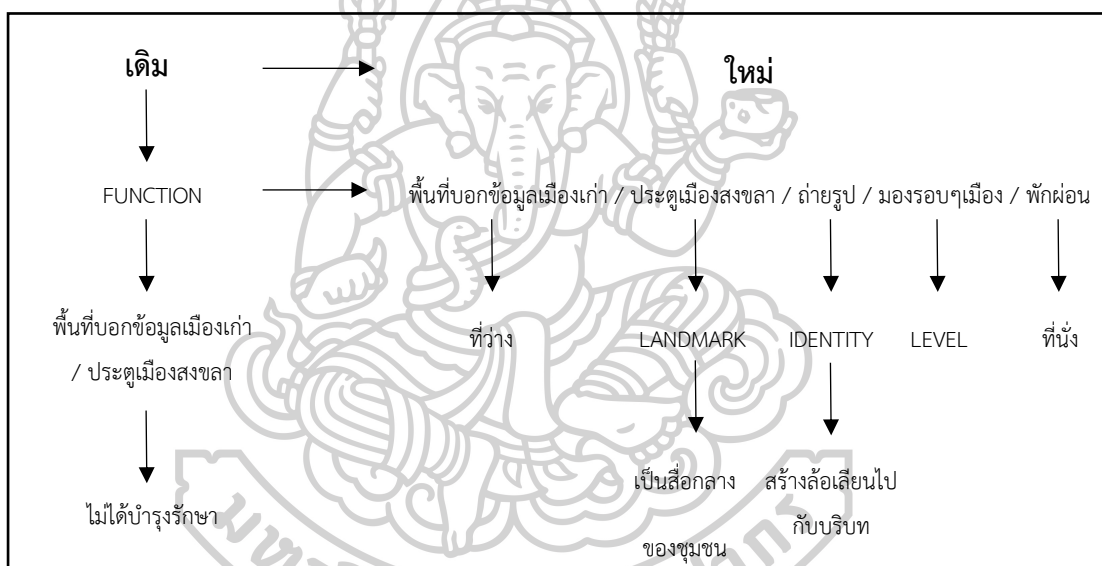 เดิม
ใหม่
FUNCTION
พื้นที่บอกข้อมูลเมืองเก่า / ประตูเมืองสงขลา / ถ่ายรูป / มองรอบๆเมือง / พักผ่อน
พื้นที่บอกข้อมูลเมืองเก่า
/ ประตูเมืองสงขลา
ที่ว่าง
LANDMARK
IDENTITY
LEVEL
ที่นั่ง
ไม่ได้บำรุงรักษา
เป็นสื่อกลาง
ของชุมชน
สร้างล้อเลียนไป
กับบริบท